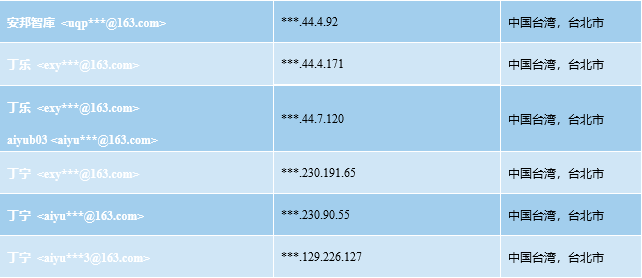 安邦智庫 <uqp***@163.com> ***.44.4.92 中国台湾，台北市
丁乐 <exy***@163.com> ***.44.4.171 中国台湾，台北市
丁乐 <exy***@163.com>
aiyub03 <aiyu***@163.com> ***.44.7.120 中国台湾，台北市
丁宁 <exy***@163.com> ***.230.191.65 中国台湾，台北市
丁宁 <aiyu***@163.com> ***.230.90.55 中国台湾，台北市
丁宁 <aiyu***3@163.com> ***.129.226.127 中国台湾，台北市